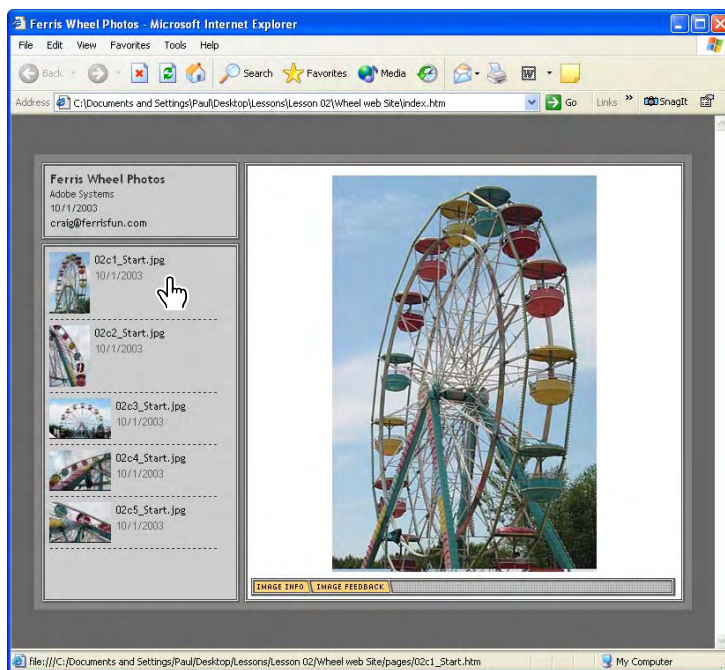 Ferris Wheel Photos - Microsoft Internet Explorer
File Edit View Favorites Tools Help
Back Search Favorites Media
Address C:\Documents and Settings\Paul\Desktop\Lessons\Lesson 02\Wheel web Site\index.htm Go Links » SnagIt
Ferris Wheel Photos
Adobe Systems
10/1/2003
craig@ferrisfun.com
02c1_Start.jpg
10/1/2003
02c2_Start.jpg
10/1/2003
02c3_Start.jpg
10/1/2003
02c4_Start.jpg
10/1/2003
02c5_Start.jpg
10/1/2003
IMAGE INFO IMAGE FEEDBACK
file:///C:/Documents and Settings/Paul/Desktop/Lessons/Lesson 02/Wheel web Site/pages/02c1_Start.htm My Computer